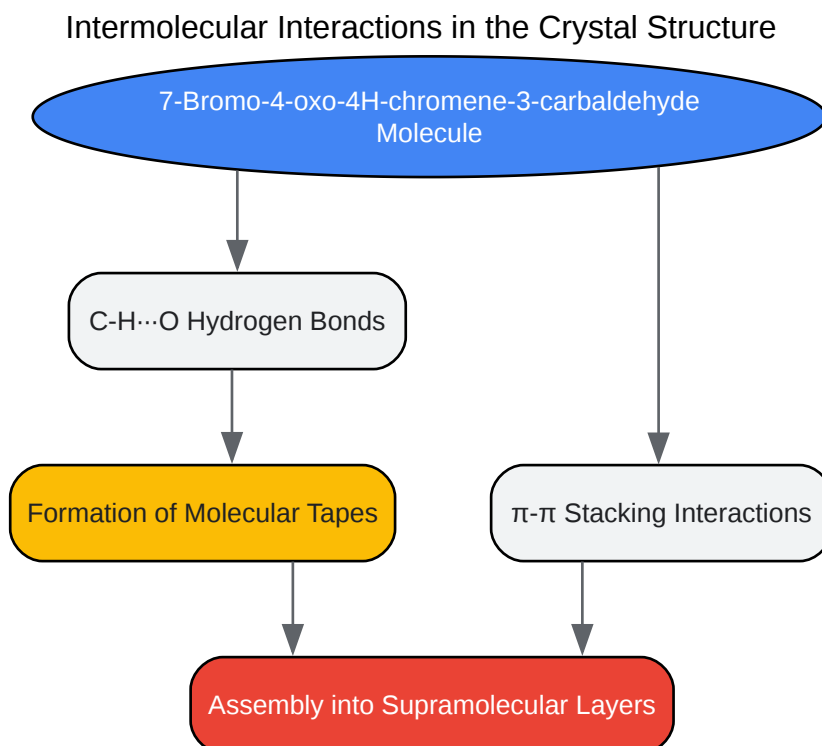 Intermolecular Interactions in the Crystal Structure
7-Bromo-4-oxo-4H-chromene-3-carbaldehyde
Molecule
C-H···O Hydrogen Bonds
Formation of Molecular Tapes
π-π Stacking Interactions
Assembly into Supramolecular Layers